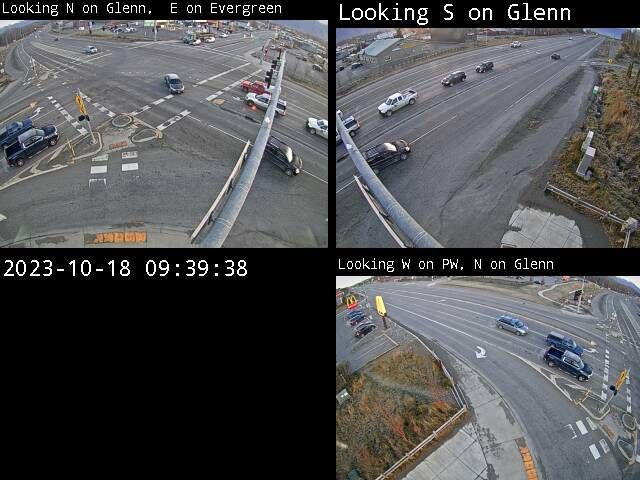 Looking N on Glenn,  E on Evergreen
Looking S on Glenn
2023-10-18 09:39:38
Looking W on PW, N on Glenn